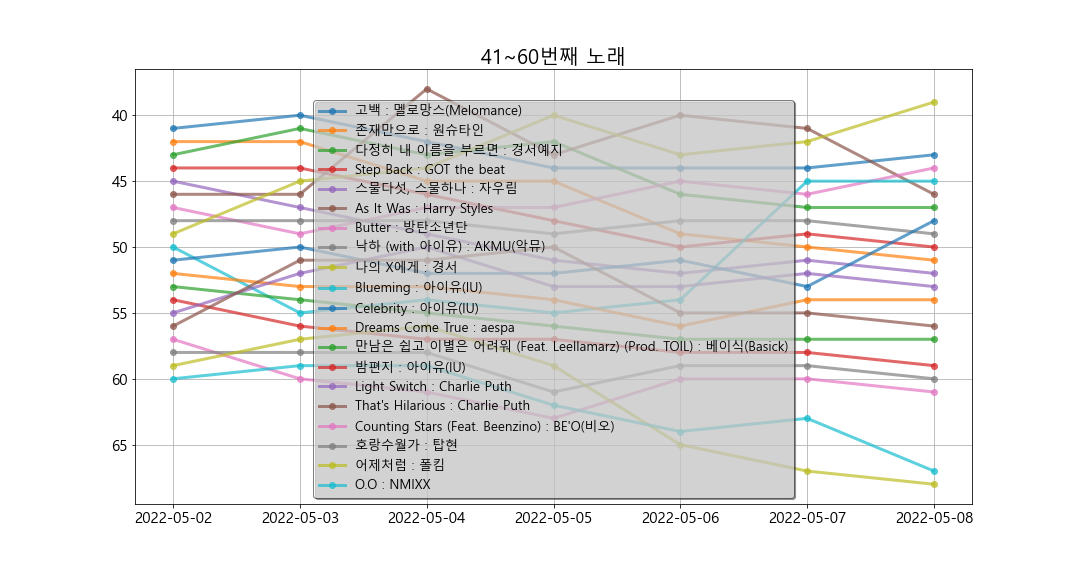 41~60번째 노래
40
45
50
55
60
65
고백 : 멜로망스(Melomance)
존재만으로 : 원슈타인
다정히 내 이름을 부르면 : 경서예지
Step Back : GOT the beat
스물다섯, 스물하나 : 자우림
As It Was : Harry Styles
Butter : 방탄소년단
낙하 (with 아이유) : AKMU(악뮤)
나의 X에게 : 경서
Blueming : 아이유(IU)
Celebrity : 아이유(IU)
Dreams Come True : aespa
만남은 쉽고 이별은 어려워 (Feat. Leellamarz) (Prod. TOIL) : 베이식(Basick)
밤편지 : 아이유(IU)
Light Switch : Charlie Puth
That's Hilarious : Charlie Puth
Counting Stars (Feat. Beenzino) : BE'O(비오)
호랑수월가 : 탑현
어제처럼 : 폴킴
O.O : NMIXX
2022-05-02 2022-05-03 2022-05-04 2022-05-05 2022-05-06 2022-05-07 2022-05-08